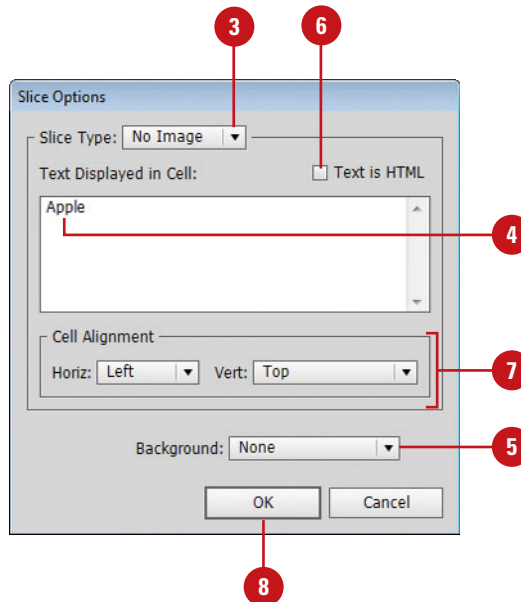 3 6
Slice Options
Slice Type: No Image
Text Displayed in Cell: Text is HTML
Apple
4
Cell Alignment
Horiz: Left Vert: Top
7
Background: None
5
OK Cancel
8